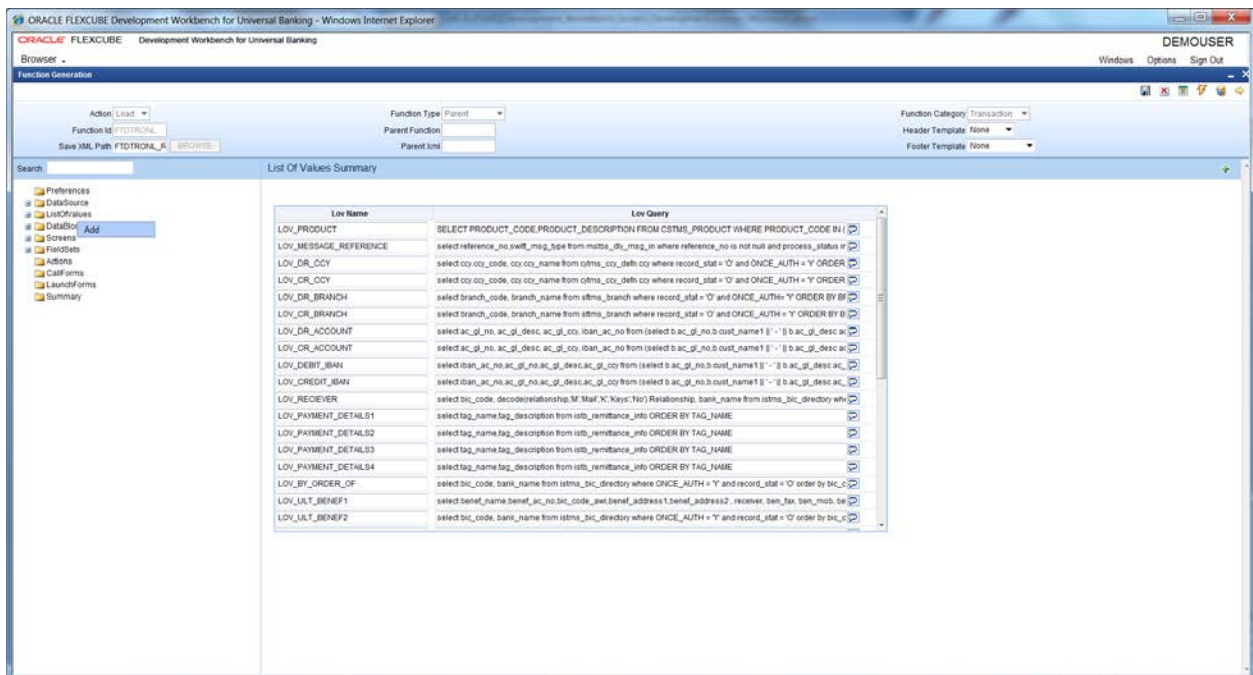 ORACLE FLEXCUBE Development Workbench for Universal Banking - Windows Internet Explorer
ORACLE FLEXCUBE Development Workbench for Universal Banking DEMOUSER
Browser Windows Options Sign Out
Function Generation
Action Load Function Type Parent Function Category Transaction
Function Id FTDTRONL Parent Function Header Template None
Save XML Path FTDTRONL_R BROWSE Parent Xml Footer Template None
Search List Of Values Summary
Preferences
DataSource
ListOfValues
DataBloc
Add
Screens
FieldSets
Actions
CallForms
LaunchForms
Summary
Lov Name Lov Query
LOV_PRODUCT SELECT PRODUCT_CODE,PRODUCT_DESCRIPTION FROM CSTMS_PRODUCT WHERE PRODUCT_CODE IN (
LOV_MESSAGE_REFERENCE select reference_no,swift_msg_type from mstbs_dly_msg_in where reference_no is not null and process_status in
LOV_DR_CCY select ccy.ccy_code, ccy.ccy_name from cytms_ccy_defn ccy where record_stat = 'O' and ONCE_AUTH = 'Y' ORDER
LOV_CR_CCY select ccy.ccy_code, ccy.ccy_name from cytms_ccy_defn ccy where record_stat = 'O' and ONCE_AUTH = 'Y' ORDER
LOV_DR_BRANCH select branch_code, branch_name from sttms_branch where record_stat = 'O' and ONCE_AUTH= 'Y' ORDER BY BR
LOV_CR_BRANCH select branch_code, branch_name from sttms_branch where record_stat = 'O' and ONCE_AUTH = 'Y' ORDER BY B
LOV_DR_ACCOUNT select ac_gl_no, ac_gl_desc, ac_gl_ccy, iban_ac_no from (select b.ac_gl_no,b.cust_name1 || ' - ' || b.ac_gl_desc ac
LOV_CR_ACCOUNT select ac_gl_no, ac_gl_desc, ac_gl_ccy, iban_ac_no from (select b.ac_gl_no,b.cust_name1 || ' - ' || b.ac_gl_desc ac
LOV_DEBIT_IBAN select iban_ac_no,ac_gl_no,ac_gl_desc,ac_gl_ccy from (select b.ac_gl_no,b.cust_name1 || ' - ' || b.ac_gl_desc ac_
LOV_CREDIT_IBAN select iban_ac_no,ac_gl_no,ac_gl_desc,ac_gl_ccy from (select b.ac_gl_no,b.cust_name1 || ' - ' || b.ac_gl_desc ac_
LOV_RECIEVER select bic_code, decode(relationship,'M','Mail','K','Keys','No') Relationship, bank_name from istms_bic_directory whe
LOV_PAYMENT_DETAILS1 select tag_name,tag_description from istb_remittance_info ORDER BY TAG_NAME
LOV_PAYMENT_DETAILS2 select tag_name,tag_description from istb_remittance_info ORDER BY TAG_NAME
LOV_PAYMENT_DETAILS3 select tag_name,tag_description from istb_remittance_info ORDER BY TAG_NAME
LOV_PAYMENT_DETAILS4 select tag_name,tag_description from istb_remittance_info ORDER BY TAG_NAME
LOV_BY_ORDER_OF select bic_code, bank_name from istms_bic_directory where ONCE_AUTH = 'Y' and record_stat = 'O' order by bic_c
LOV_ULT_BENEF1 select benef_name,benef_ac_no,bic_code_awi,benef_address1,benef_address2 , receiver, ben_fax, ben_mob, be
LOV_ULT_BENEF2 select bic_code, bank_name from istms_bic_directory where ONCE_AUTH = 'Y' and record_stat = 'O' order by bic_c